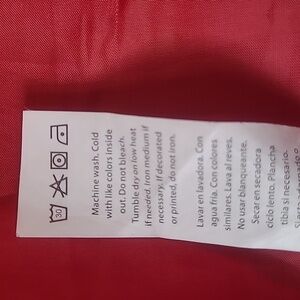 30
Machine wash. Cold
with like colors inside
out. Do not bleach.
Tumble dry on low heat
if needed. Iron medium if
necessary. If decorated
or printed, do not iron.
Lavar en lavadora. Con
agua fría. Con colores
similares. Lava al reves.
No usar blanqueante.
Secar en secadora
ciclo lento. Plancha
tibia si necesario.